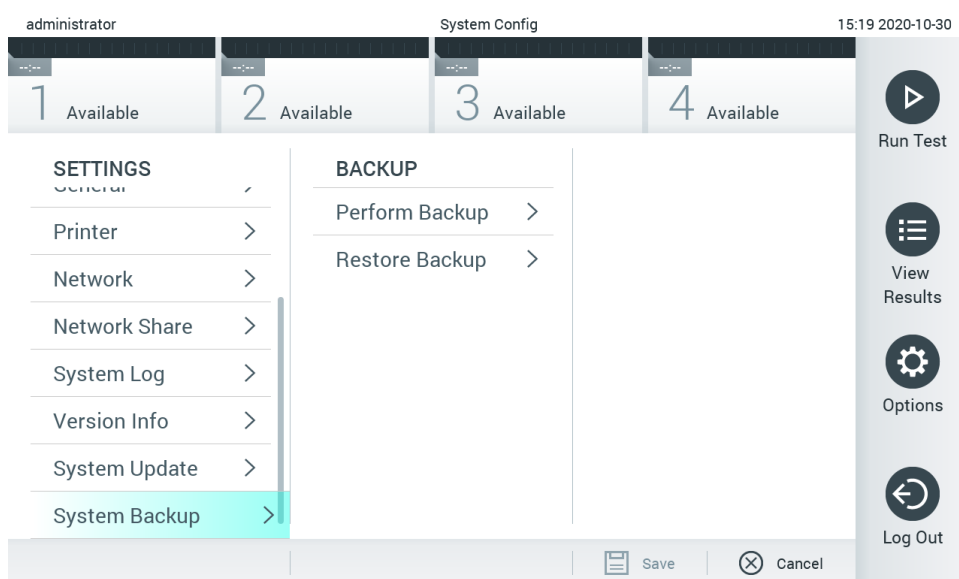 administrator System Config 15:19 2020-10-30
--:-- --:-- --:-- --:--
1 Available 2 Available 3 Available 4 Available
Run Test
SETTINGS
General
Printer
Network
Network Share
System Log
Version Info
System Update
System Backup
BACKUP
Perform Backup
Restore Backup
View
Results
Options
Log Out
Save Cancel